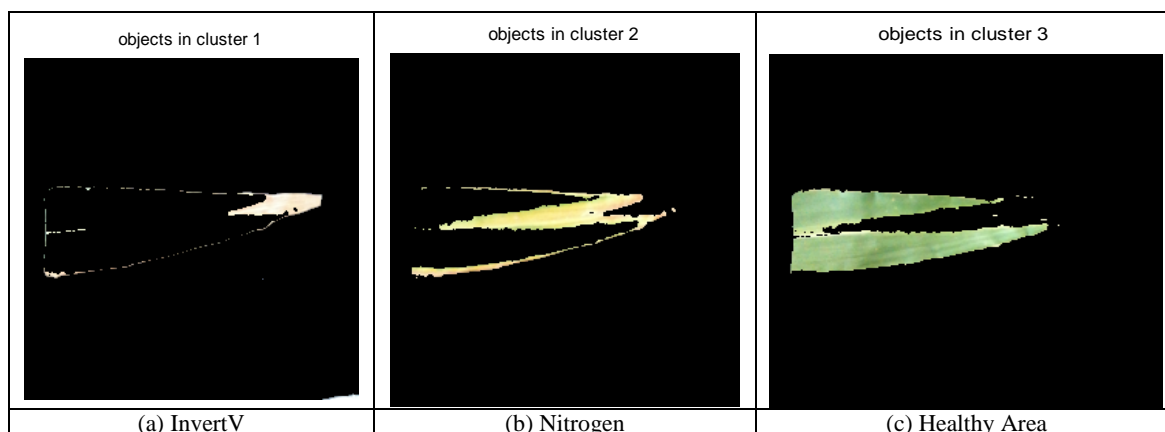 objects in cluster 1
objects in cluster 2
objects in cluster 3
(a) InvertV
(b) Nitrogen
(c) Healthy Area